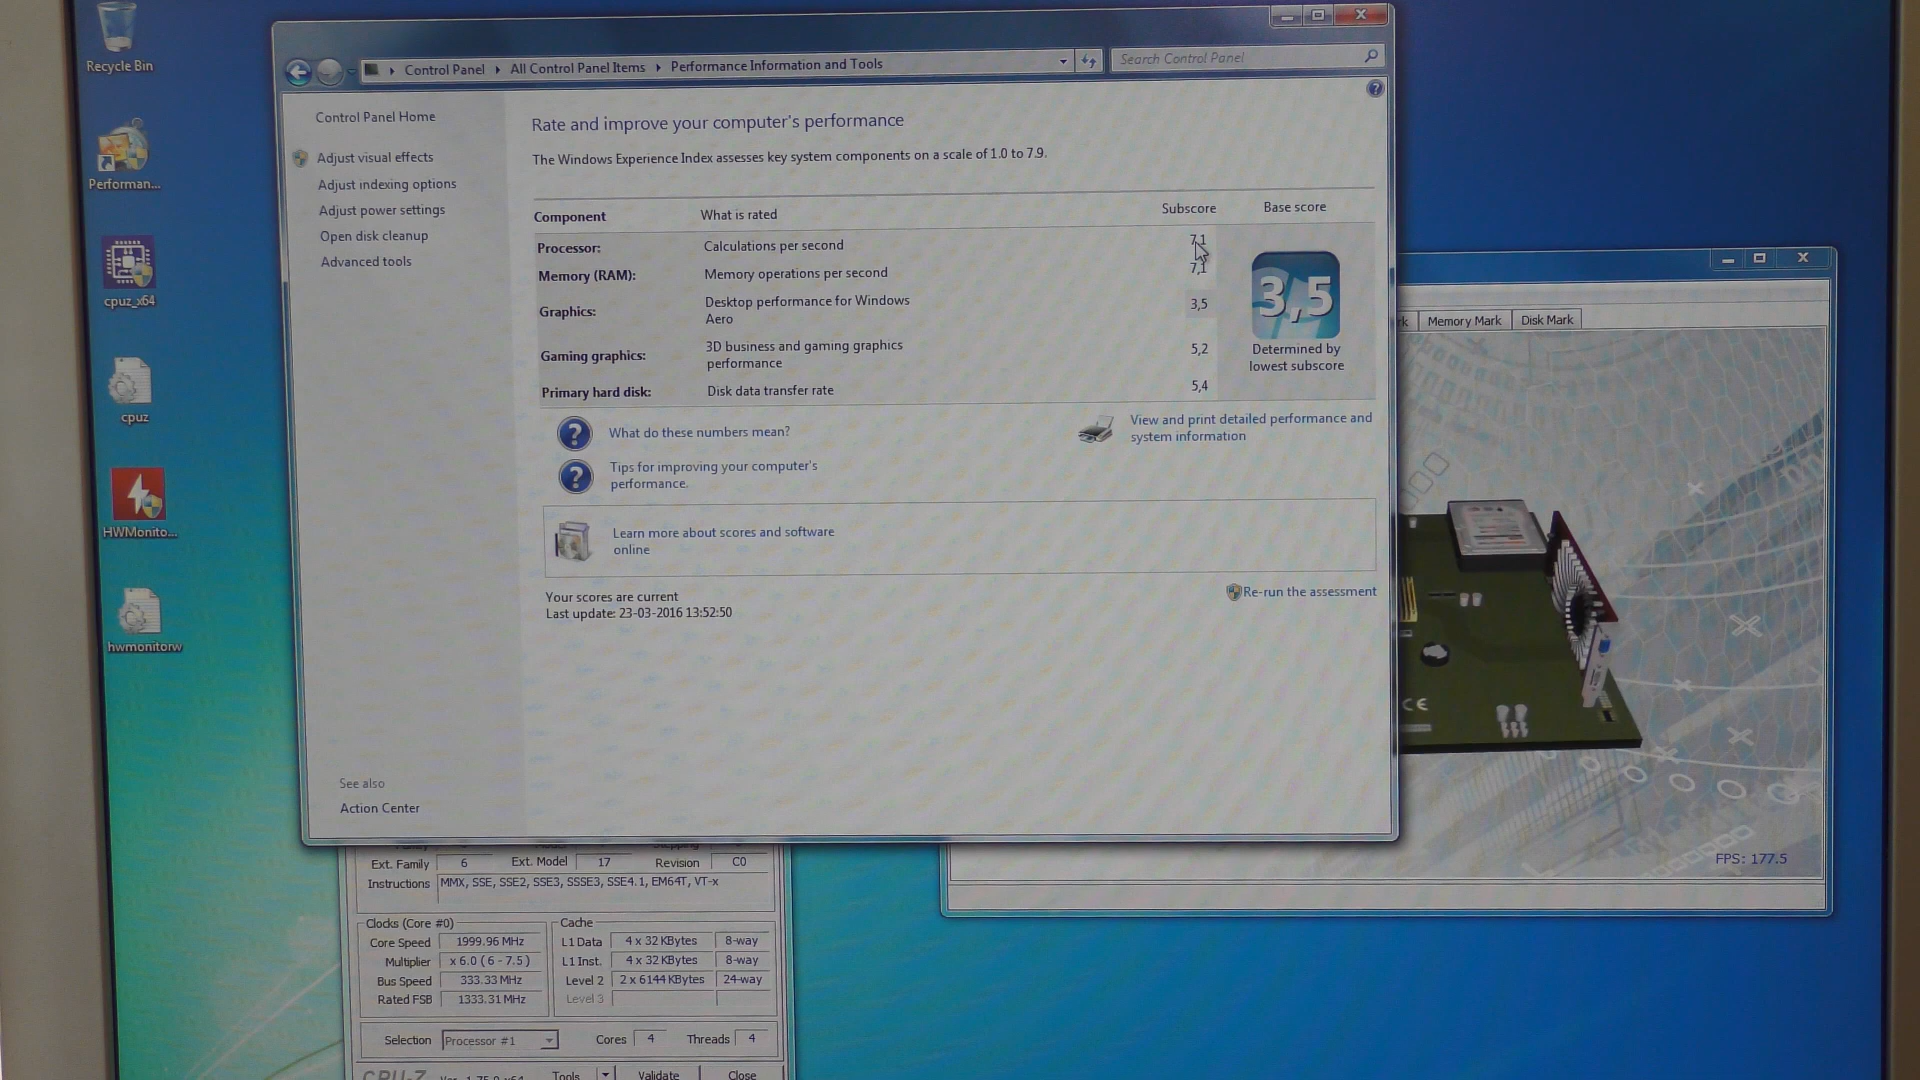 Recycle Bin
Performan...
cpuz_x64
cpuz
HWMonito...
hwmonitorw
Control Panel
All Control Panel Items
Performance Information and Tools
Search Control Panel
Control Panel Home
Adjust visual effects
Adjust indexing options
Adjust power settings
Open disk cleanup
Advanced tools
See also
Action Center
Rate and improve your computer's performance
The Windows Experience Index assesses key system components on a scale of 1.0 to 7.9.
Component What is rated Subscore Base score
Processor: Calculations per second 7,1
Memory (RAM): Memory operations per second 7,1
Graphics: Desktop performance for Windows Aero 3,5
Gaming graphics: 3D business and gaming graphics performance 5,2
Primary hard disk: Disk data transfer rate 5,4
3,5
Determined by
lowest subscore
What do these numbers mean?
Tips for improving your computer's
performance.
View and print detailed performance and
system information
Learn more about scores and software
online
Your scores are current
Last update: 23-03-2016 13:52:50
Re-run the assessment
rk Memory Mark Disk Mark
CE
FPS: 177.5
Ext. Family 6 Ext. Model 17 Revision C0
Instructions MMX, SSE, SSE2, SSE3, SSSE3, SSE4.1, EM64T, VT-x
Clocks (Core #0)
Core Speed 1999.96 MHz
Multiplier x 6.0 ( 6 - 7.5 )
Bus Speed 333.33 MHz
Rated FSB 1333.31 MHz
Cache
L1 Data 4 x 32 KBytes 8-way
L1 Inst. 4 x 32 KBytes 8-way
Level 2 2 x 6144 KBytes 24-way
Level 3
Selection Processor #1 Cores 4 Threads 4
CPU-Z Tools Validate Close